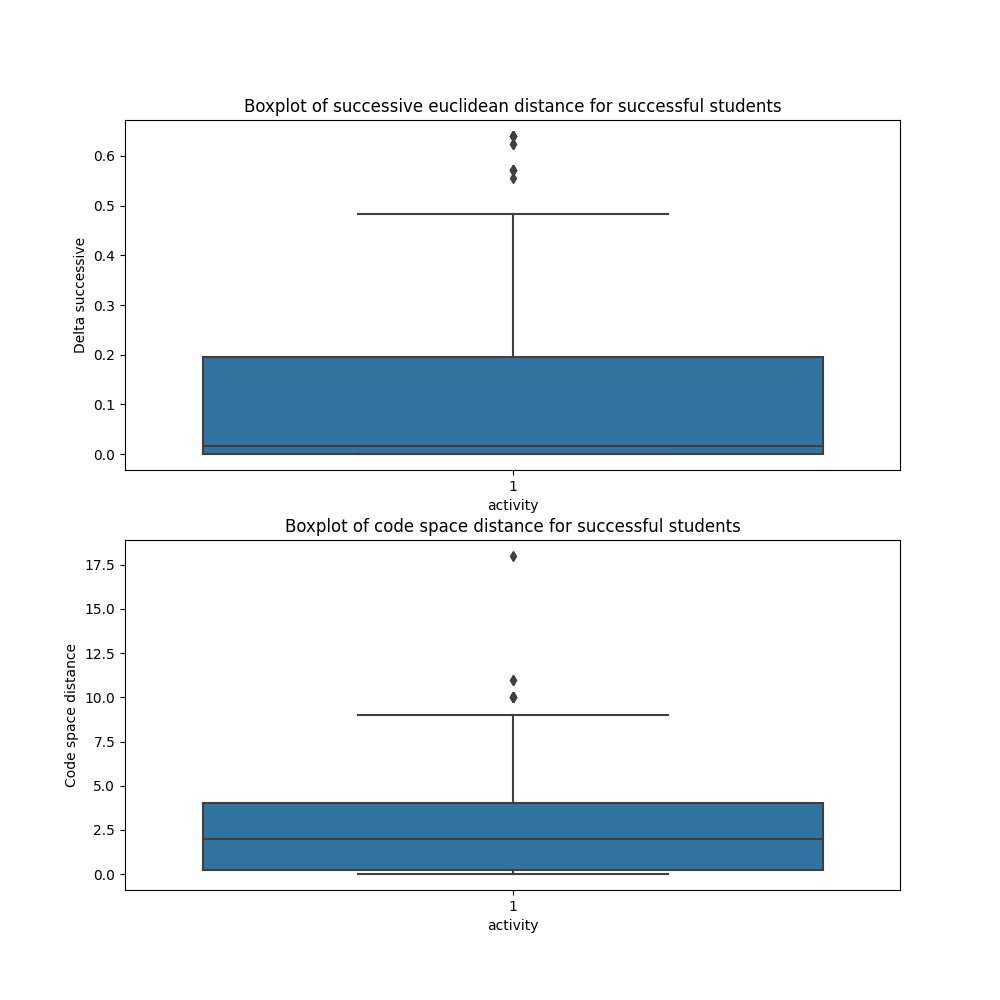 Boxplot of successive euclidean distance for successful students
0.6
0.5
0.4
0.3
0.2
0.1
0.0
Delta successive
1
activity
Boxplot of code space distance for successful students
17.5
15.0
12.5
10.0
7.5
5.0
2.5
0.0
Code space distance
1
activity